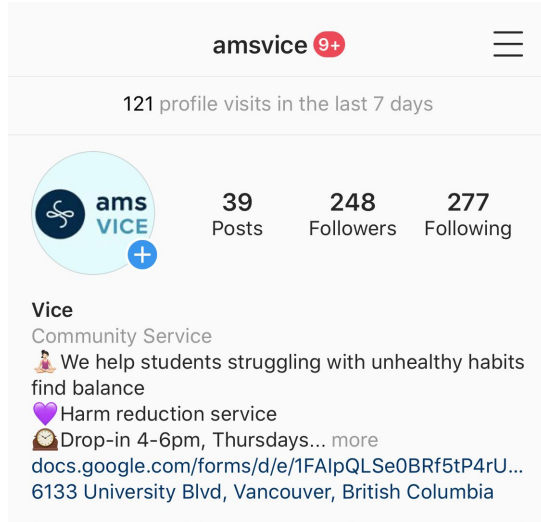 amsvice 9+
121 profile visits in the last 7 days
ams
VICE
39 248 277
Posts Followers Following
Vice
Community Service
🧘🏻‍♀️We help students struggling with unhealthy habits
find balance
💜Harm reduction service
🕰️Drop-in 4-6pm, Thursdays... more
docs.google.com/forms/d/e/1FAIpQLSe0BRf5tP4rU...
6133 University Blvd, Vancouver, British Columbia